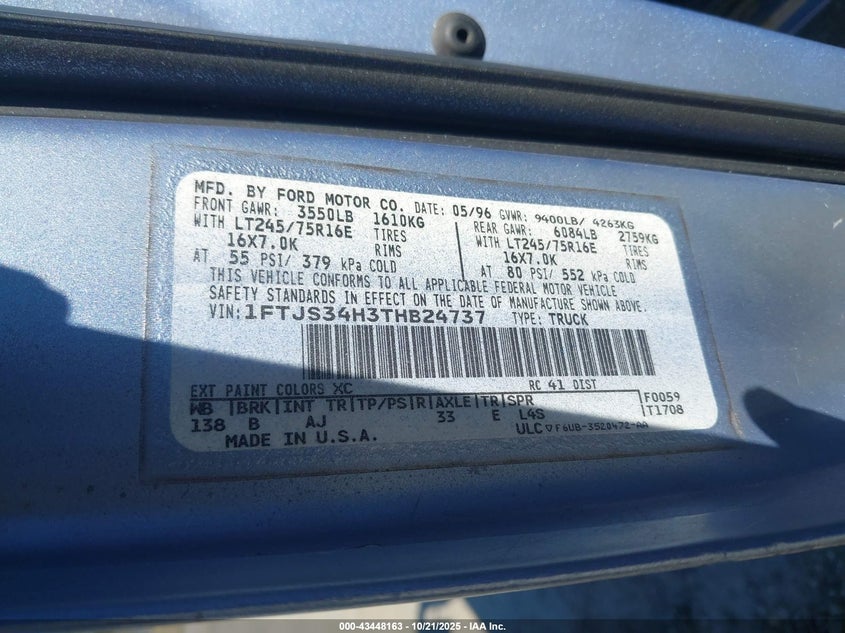 MFD. BY FORD MOTOR CO. DATE: 05/96 GVWR: 9400LB/ 4263KG
FRONT GAWR: 3550LB 1610KG REAR GAWR: 6084LB 2759KG
WITH LT245/75R16E TIRES WITH LT245/75R16E TIRES
16X7.0K RIMS 16X7.0K RIMS
AT 55 PSI/ 379 kPa COLD AT 80 PSI/ 552 kPa COLD
THIS VEHICLE CONFORMS TO ALL APPLICABLE FEDERAL MOTOR VEHICLE
SAFETY STANDARDS IN EFFECT ON THE DATE OF MANUFACTURE SHOWN ABOVE.
VIN: 1FTJS34H3THB24737 TYPE: TRUCK
EXT PAINT COLORS XC RC 41 DIST
WB BRK INT TR TP/PS R AXLE TR SPR F0059
138 B AJ 33 E L4S T1708
MADE IN U.S.A. ULC F6UB-3520472-AA
000-43448163 - 10/21/2025 - IAA, Inc.